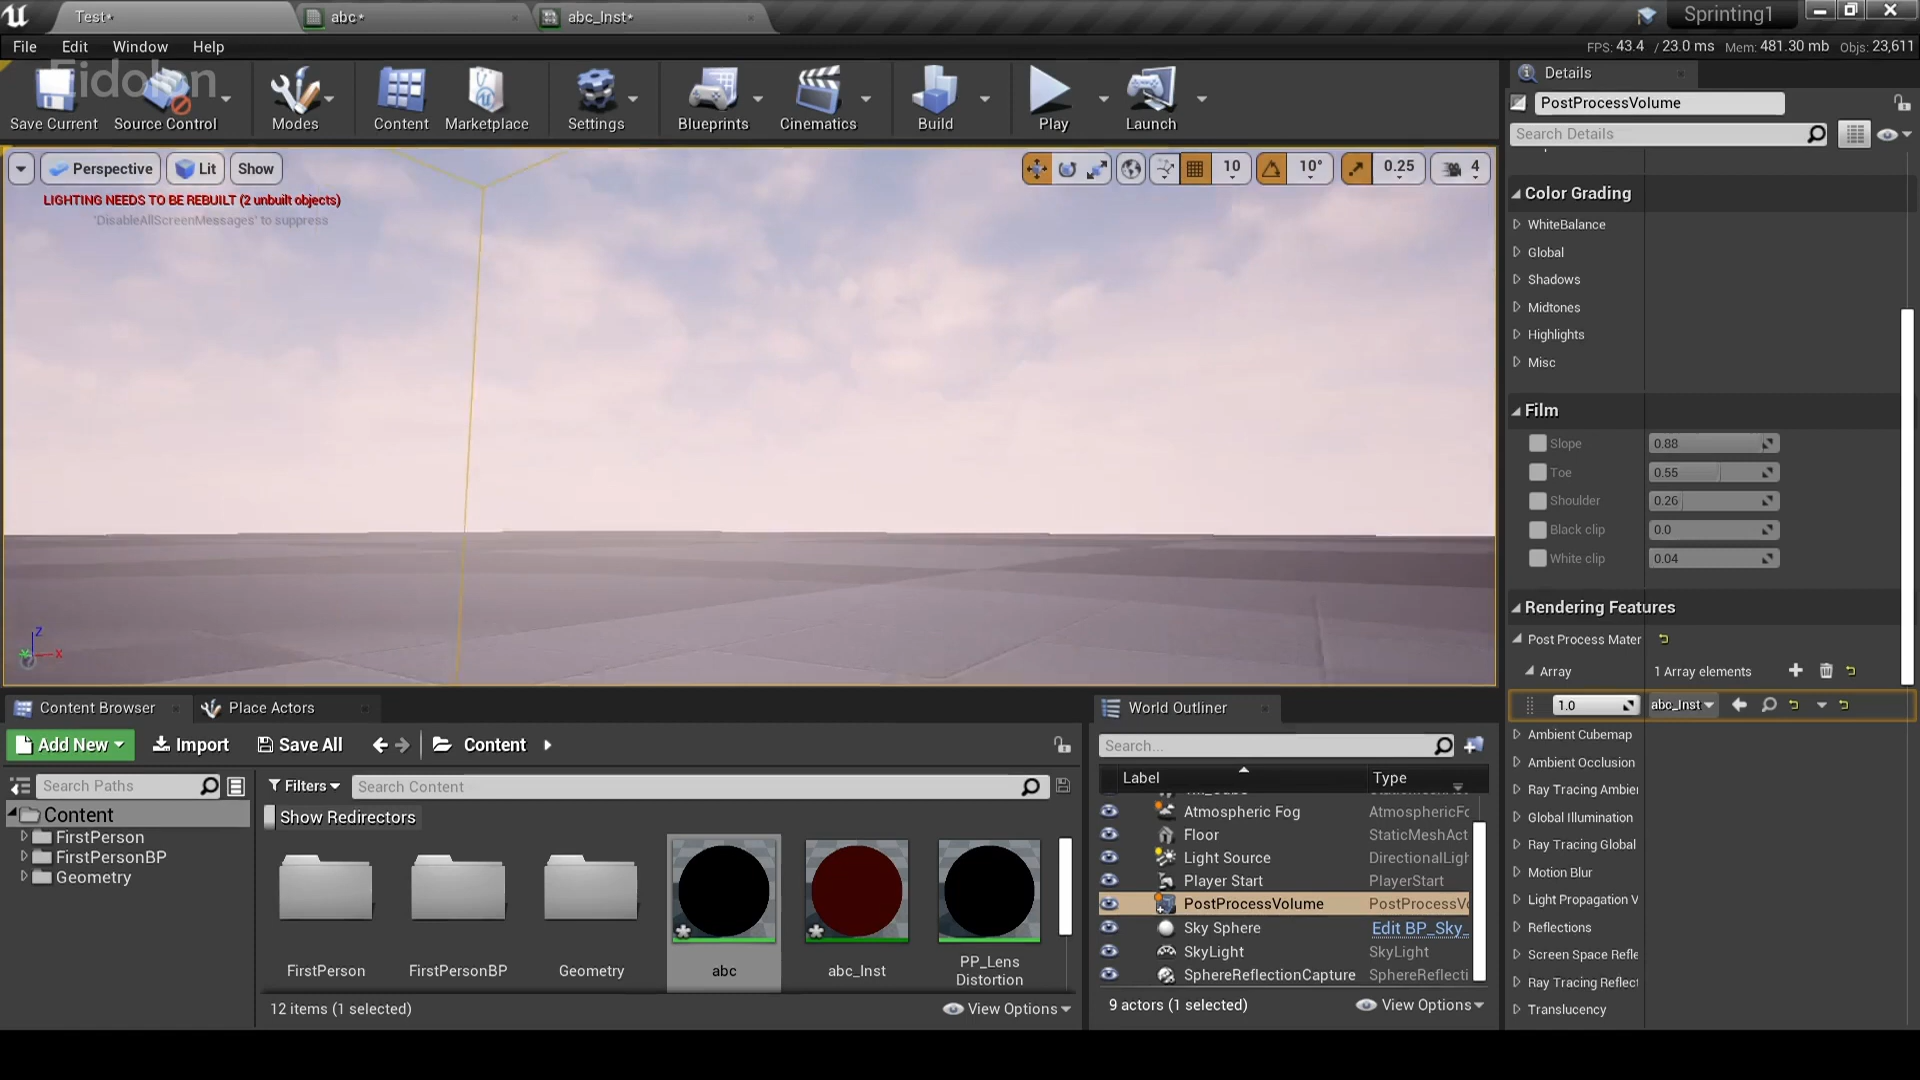 Test*
abc*
abc_Inst*
Sprinting1
File Edit Window Help
FPS: 43.4 / 23.0 ms Mem: 481.30 mb Objs: 23,611
Eidolon
Save Current
Source Control
Modes
Content
Marketplace
Settings
Blueprints
Cinematics
Build
Play
Launch
Perspective
Lit
Show
10
10°
0.25
4
LIGHTING NEEDS TO BE REBUILT (2 unbuilt objects)
'DisableAllScreenMessages' to suppress
Z
X
Details
PostProcessVolume
Search Details
Color Grading
WhiteBalance
Global
Shadows
Midtones
Highlights
Misc
Film
Slope 0.88
Toe 0.55
Shoulder 0.26
Black clip 0.0
White clip 0.04
Rendering Features
Post Process Mater
Array 1 Array elements
1.0 abc_Inst
Ambient Cubemap
Ambient Occlusion
Ray Tracing Ambier
Global Illumination
Ray Tracing Global
Motion Blur
Light Propagation V
Reflections
Screen Space Refle
Ray Tracing Reflect
Translucency
Content Browser
Place Actors
Add New
Import
Save All
Content
Search Paths
Filters
Search Content
Content
FirstPerson
FirstPersonBP
Geometry
Show Redirectors
FirstPerson
FirstPersonBP
Geometry
abc
abc_Inst
PP_Lens
Distortion
12 items (1 selected)
View Options
World Outliner
Search...
Label Type
Atmospheric Fog AtmosphericFo
Floor StaticMeshAct
Light Source DirectionalLigh
Player Start PlayerStart
PostProcessVolume PostProcessVo
Sky Sphere Edit BP_Sky_
SkyLight SkyLight
SphereReflectionCapture SphereReflecti
9 actors (1 selected)
View Options